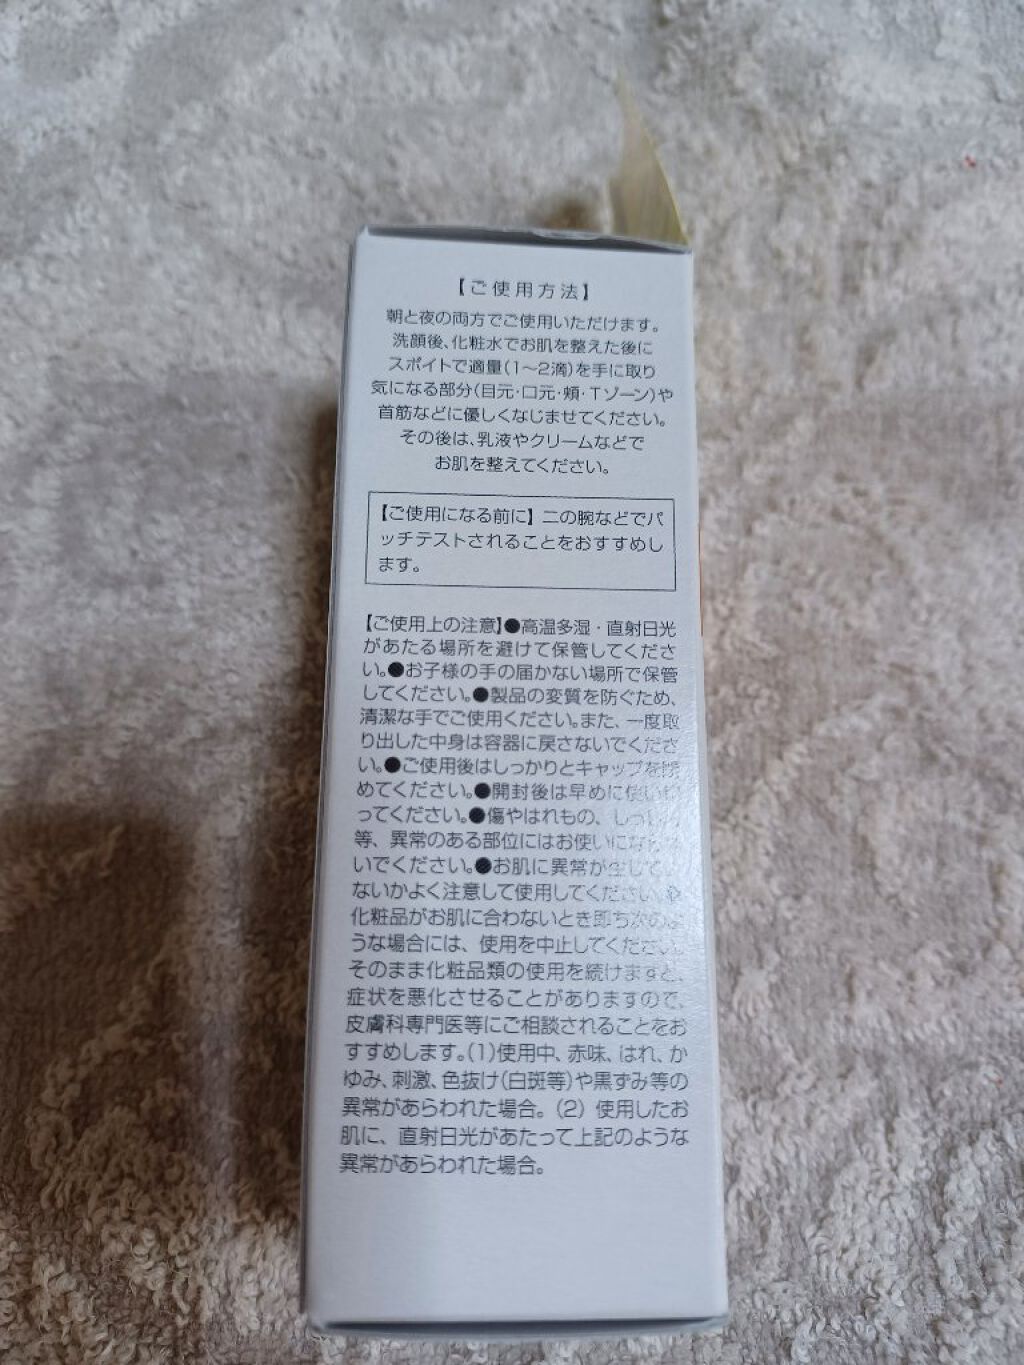 【ご使用方法】
朝と夜の両方でご使用いただけます。
洗顔後、化粧水でお肌を整えた後に
スポイトで適量(1〜2滴)を手に取り
気になる部分(目元・口元・頬・Tゾーン)や
首筋などに優しくなじませてください。
その後は、乳液やクリームなどで
お肌を整えてください。
【ご使用になる前に】二の腕などでパ
ッチテストされることをおすすめし
ます。
【ご使用上の注意】●高温多湿・直射日光
があたる場所を避けて保管してくださ
い。●お子様の手の届かない場所で保管
してください。●製品の変質を防ぐため、
清潔な手でご使用ください。また、一度取
り出した中身は容器に戻さないでくださ
い。●ご使用後はしっかりとキャップを閉
めてください。●開封後は早めに使い切
ってください。●傷やはれもの、しっしん
等、異常のある部位にはお使いにならな
いでください。●お肌に異常が生じてい
ないかよく注意して使用してください。●
化粧品がお肌に合わないとき即ち次のよ
うな場合には、使用を中止してください。
そのまま化粧品類の使用を続けますと、
症状を悪化させることがありますので、
皮膚科専門医等にご相談されることをお
すすめします。(1)使用中、赤味、はれ、か
ゆみ、刺激、色抜け(白斑等)や黒ずみ等の
異常があらわれた場合。(2) 使用したお
肌に、直射日光があたって上記のような
異常があらわれた場合。